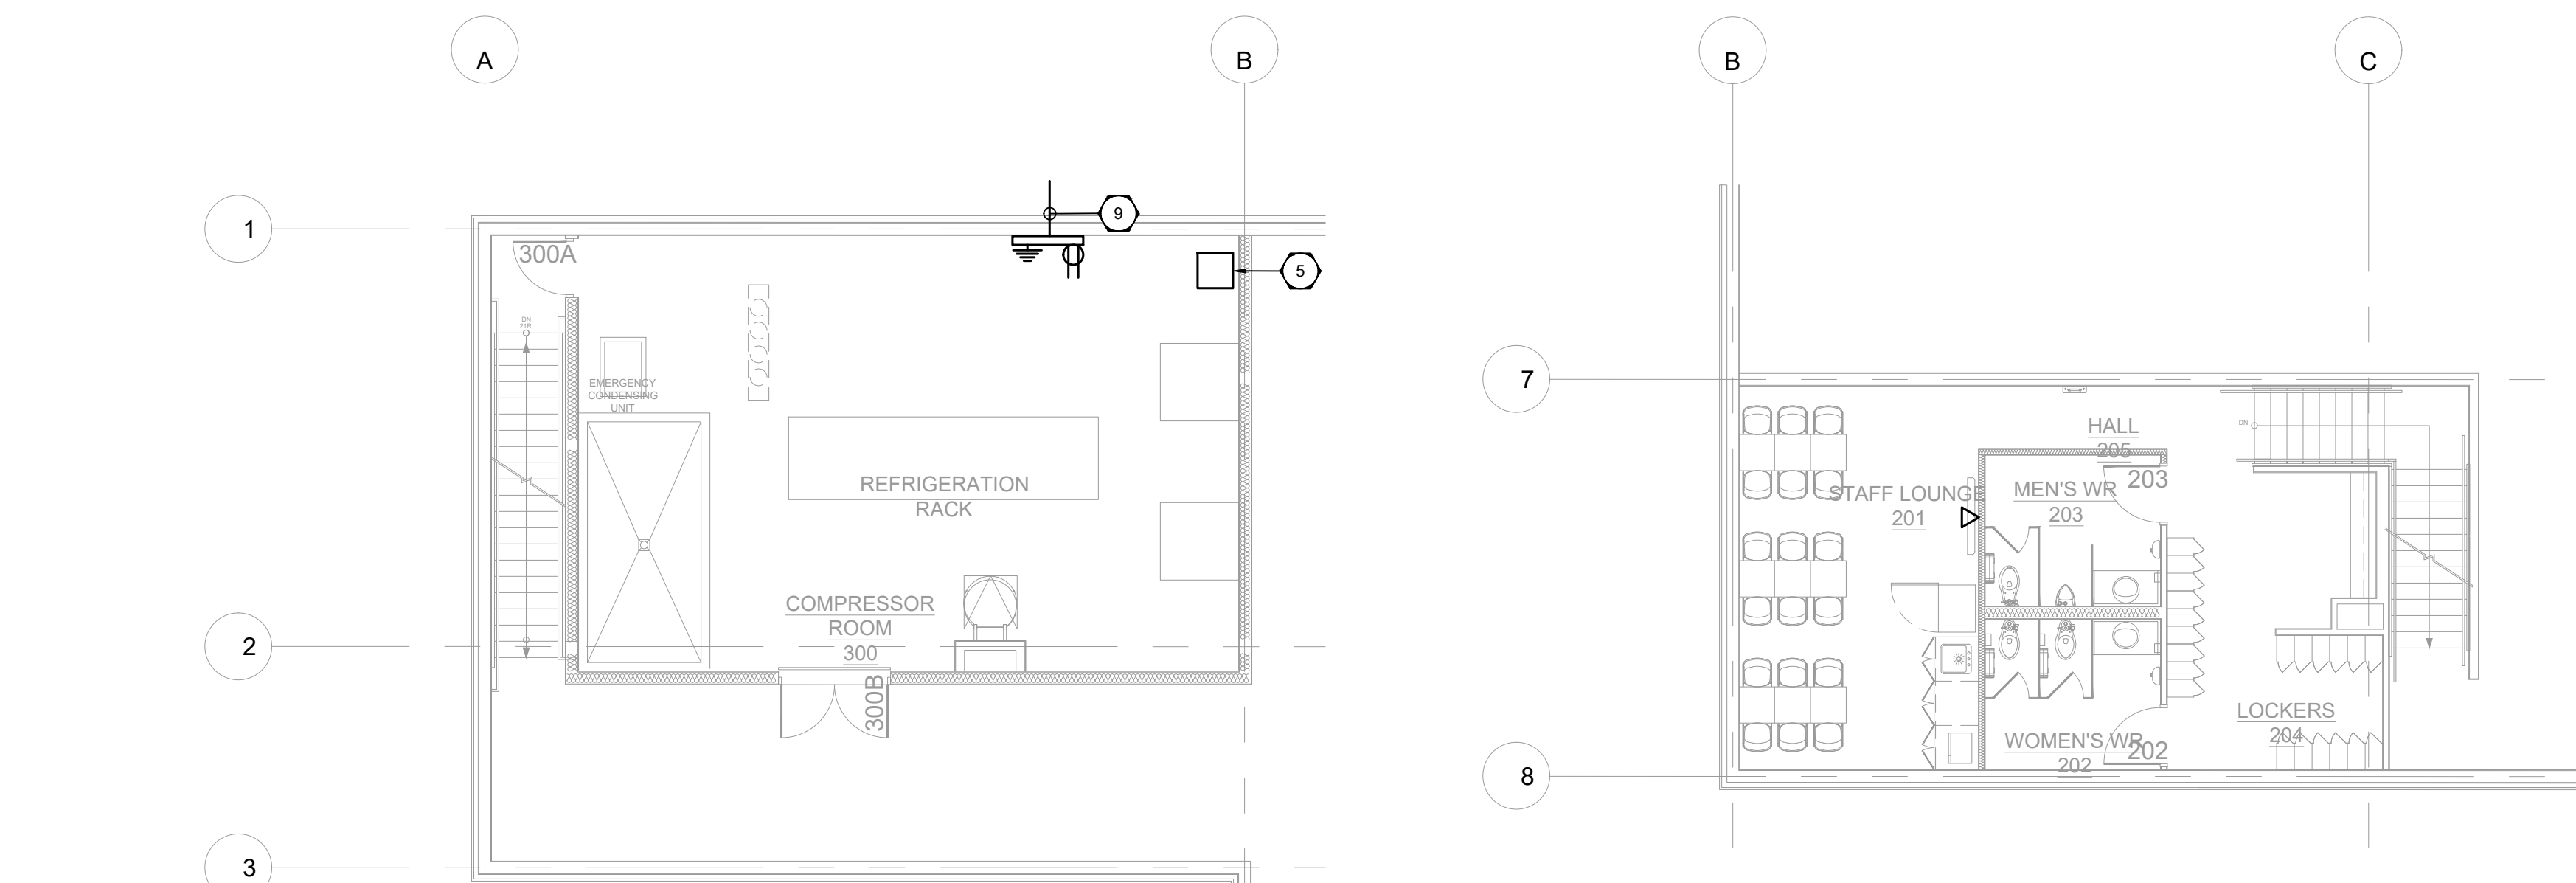 A
B
B
C
1
9
300A
5
DN
21R
7
EMERGENCY
CONDENSING
UNIT
DN
HALL
205
REFRIGERATION
RACK
203
STAFF LOUNGE
201
MEN'S WR
203
COMPRESSOR
ROOM
300
2
300B
LOCKERS
204
WOMEN'S WR
202
202
8
3